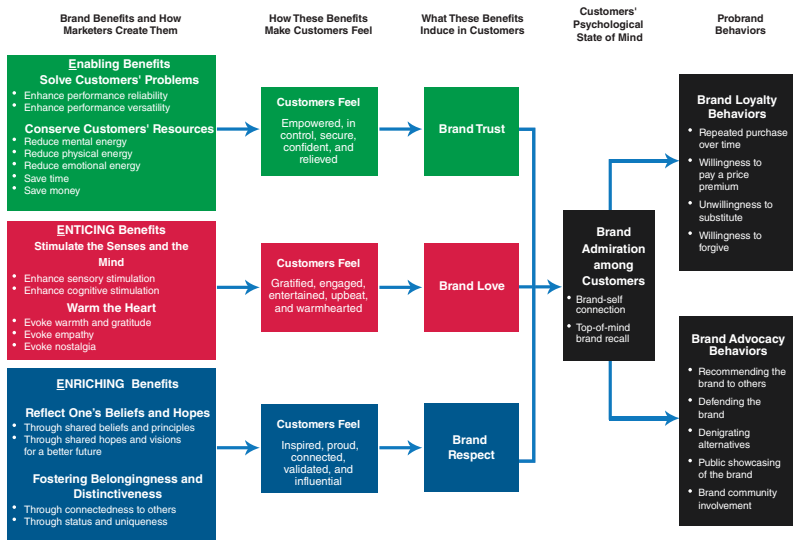 Brand Benefits and How
Marketers Create Them
How These Benefits
Make Customers Feel
What These Benefits
Induce in Customers
Customers'
Psychological
State of Mind
Probrand
Behaviors
Enabling Benefits
Solve Customers' Problems
• Enhance performance reliability
• Enhance performance versatility
Conserve Customers' Resources
• Reduce mental energy
• Reduce physical energy
• Reduce emotional energy
• Save time
• Save money
Customers Feel
Empowered, in
control, secure,
confident, and
relieved
Brand Trust
ENTICING Benefits
Stimulate the Senses and the
Mind
• Enhance sensory stimulation
• Enhance cognitive stimulation
Warm the Heart
• Evoke warmth and gratitude
• Evoke empathy
• Evoke nostalgia
Customers Feel
Gratified, engaged,
entertained, upbeat,
and warmhearted
Brand Love
ENRICHING Benefits
Reflect One's Beliefs and Hopes
• Through shared beliefs and principles
• Through shared hopes and visions
for a better future
Fostering Belongingness and
Distinctiveness
• Through connectedness to others
• Through status and uniqueness
Customers Feel
Inspired, proud,
connected,
validated, and
influential
Brand
Respect
Brand
Admiration
among
Customers
• Brand-self
connection
• Top-of-mind
brand recall
Brand Loyalty
Behaviors
• Repeated purchase
over time
• Willingness to
pay a price
premium
• Unwillingness to
substitute
• Willingness to
forgive
Brand Advocacy
Behaviors
• Recommending the
brand to others
• Defending the
brand
• Denigrating
alternatives
• Public showcasing
of the brand
• Brand community
involvement